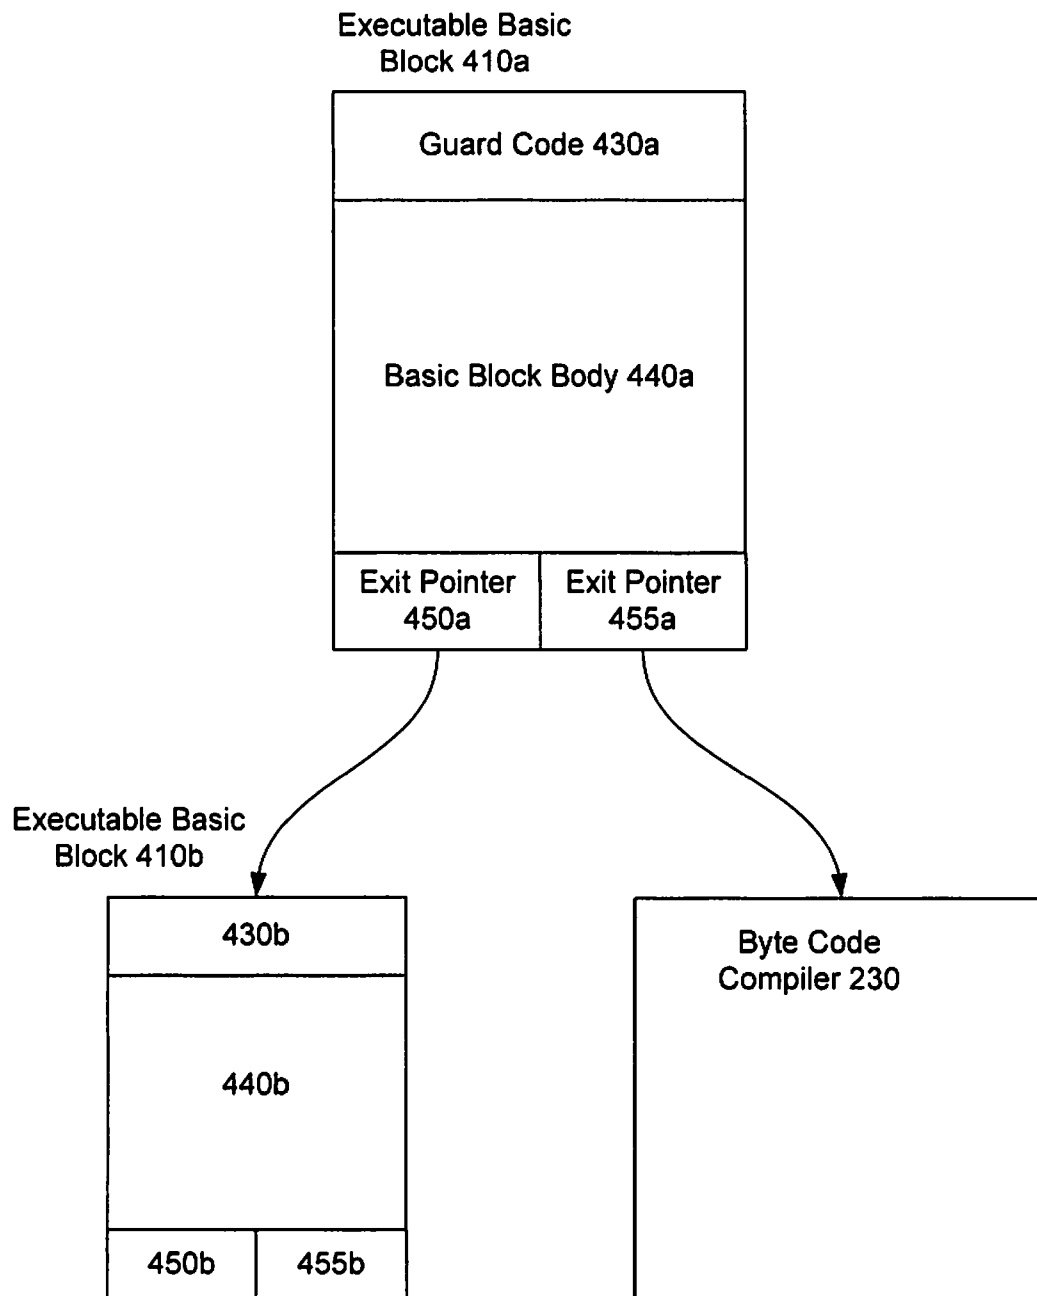 Executable Basic
Block 410a
Guard Code 430a
Basic Block Body 440a
Exit Pointer
450a
Exit Pointer
455a
Executable Basic
Block 410b
430b
440b
450b
455b
Byte Code
Compiler 230